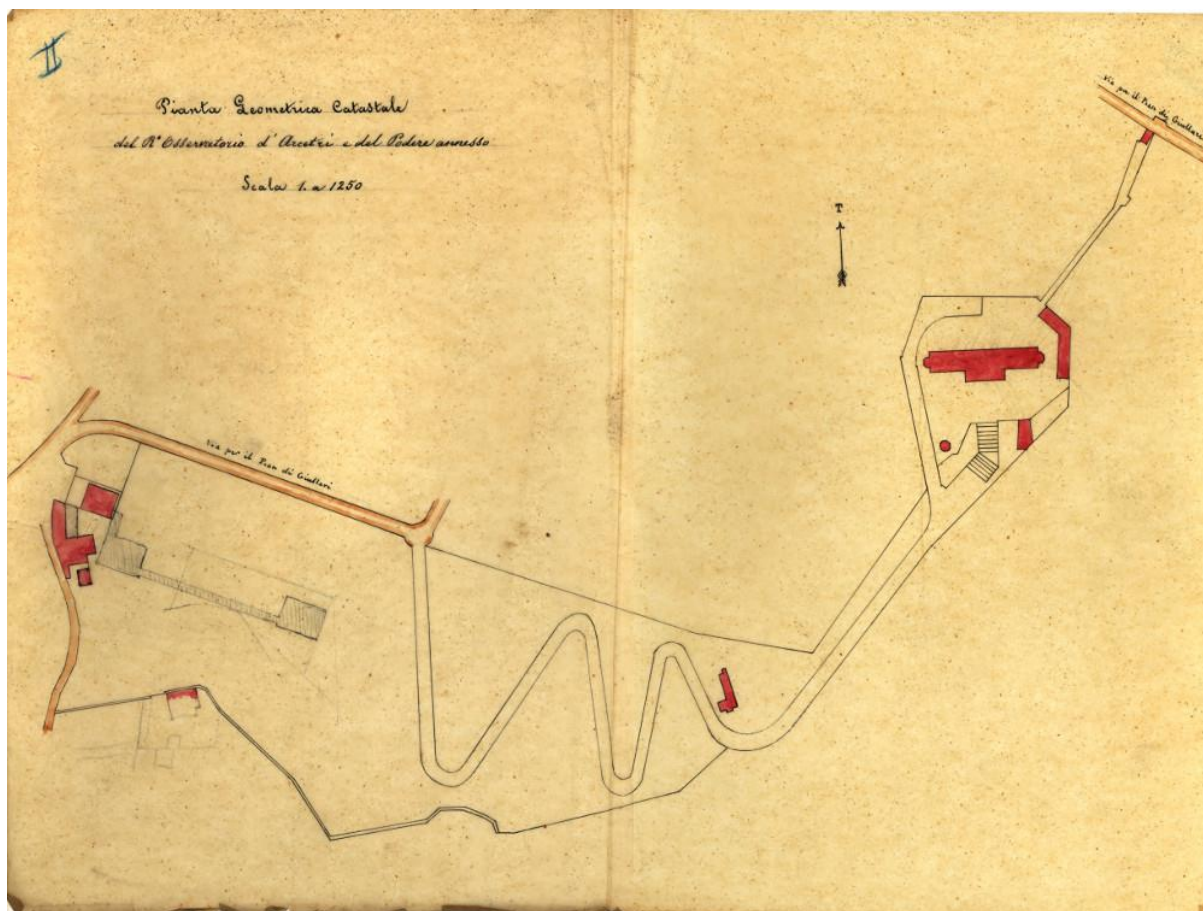 II
Pianta Geometrica Catastale
del R° Osservatorio d'Arcetri e del Podere annesso
Scala 1. a 1250
Via per il Pian di Giullari
T
Via per il Pian di Giullari